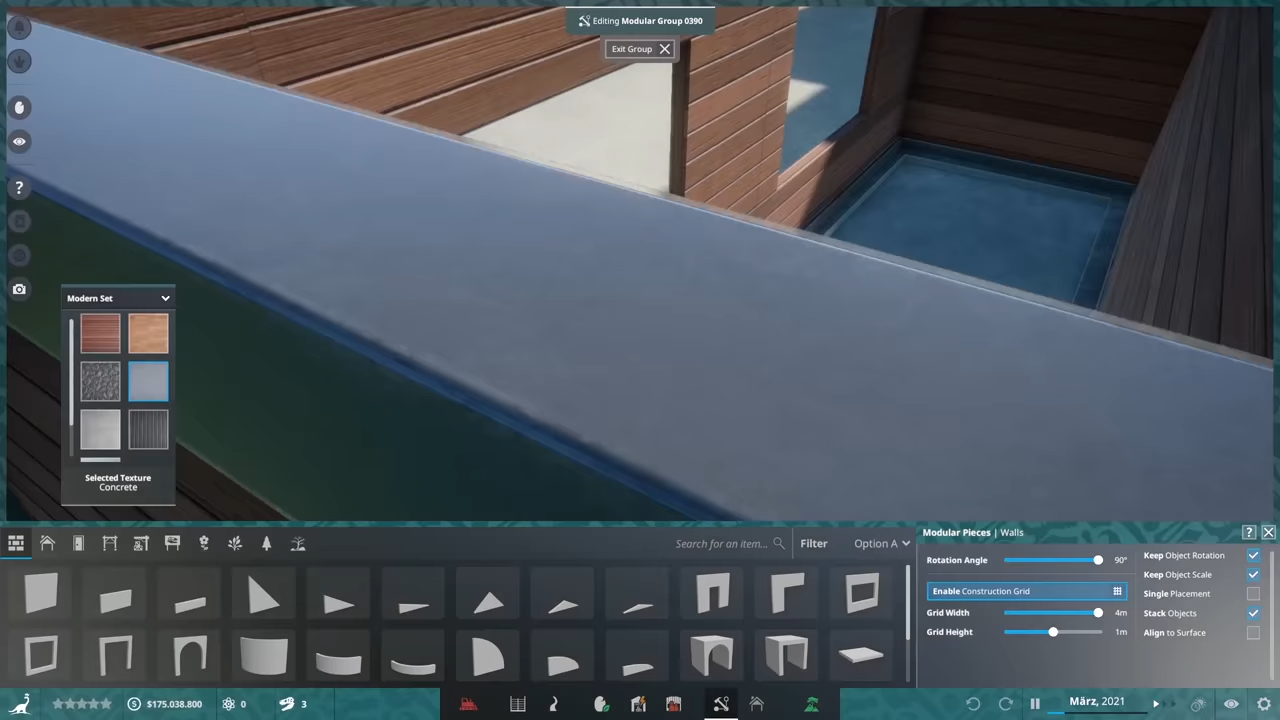 Editing Modular Group 0390
Exit Group
?
Modern Set
Selected Texture
Concrete
Search for an item...
Filter
Option A
Modular Pieces | Walls
?
Rotation Angle 90°
Enable Construction Grid
Grid Width 4m
Grid Height 1m
Keep Object Rotation
Keep Object Scale
Single Placement
Stack Objects
Align to Surface
$175.038.800
0
3
März, 2021